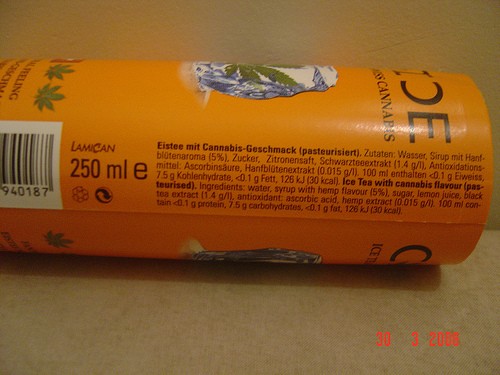 LAMICAN
250 ml e
940187
Eistee mit Cannabis-Geschmack (pasteurisiert). Zutaten: Wasser, Sirup mit Hanf-
blütenaroma (5%), Zucker, Zitronensaft, Schwarzteeextrakt (1.4 g/l), Antioxidations-
mittel: Ascorbinsäure, Hanfblütenextrakt (0.015 g/l). 100 ml enthalten <0.1 g Eiweiss,
7.5 g Kohlenhydrate, <0.1 g Fett, 126 kJ (30 kcal). Ice Tea with cannabis flavour (pas-
teurised). Ingredients: water, syrup with hemp flavour (5%), sugar, lemon juice, black
tea extract (1.4 g/l), antioxidant: ascorbic acid, hemp extract (0.015 g/l). 100 ml con-
tain <0.1 g protein, 7.5 g carbohydrates, <0.1 g fat, 126 kJ (30 kcal).
CANNABIS
30 3 2008